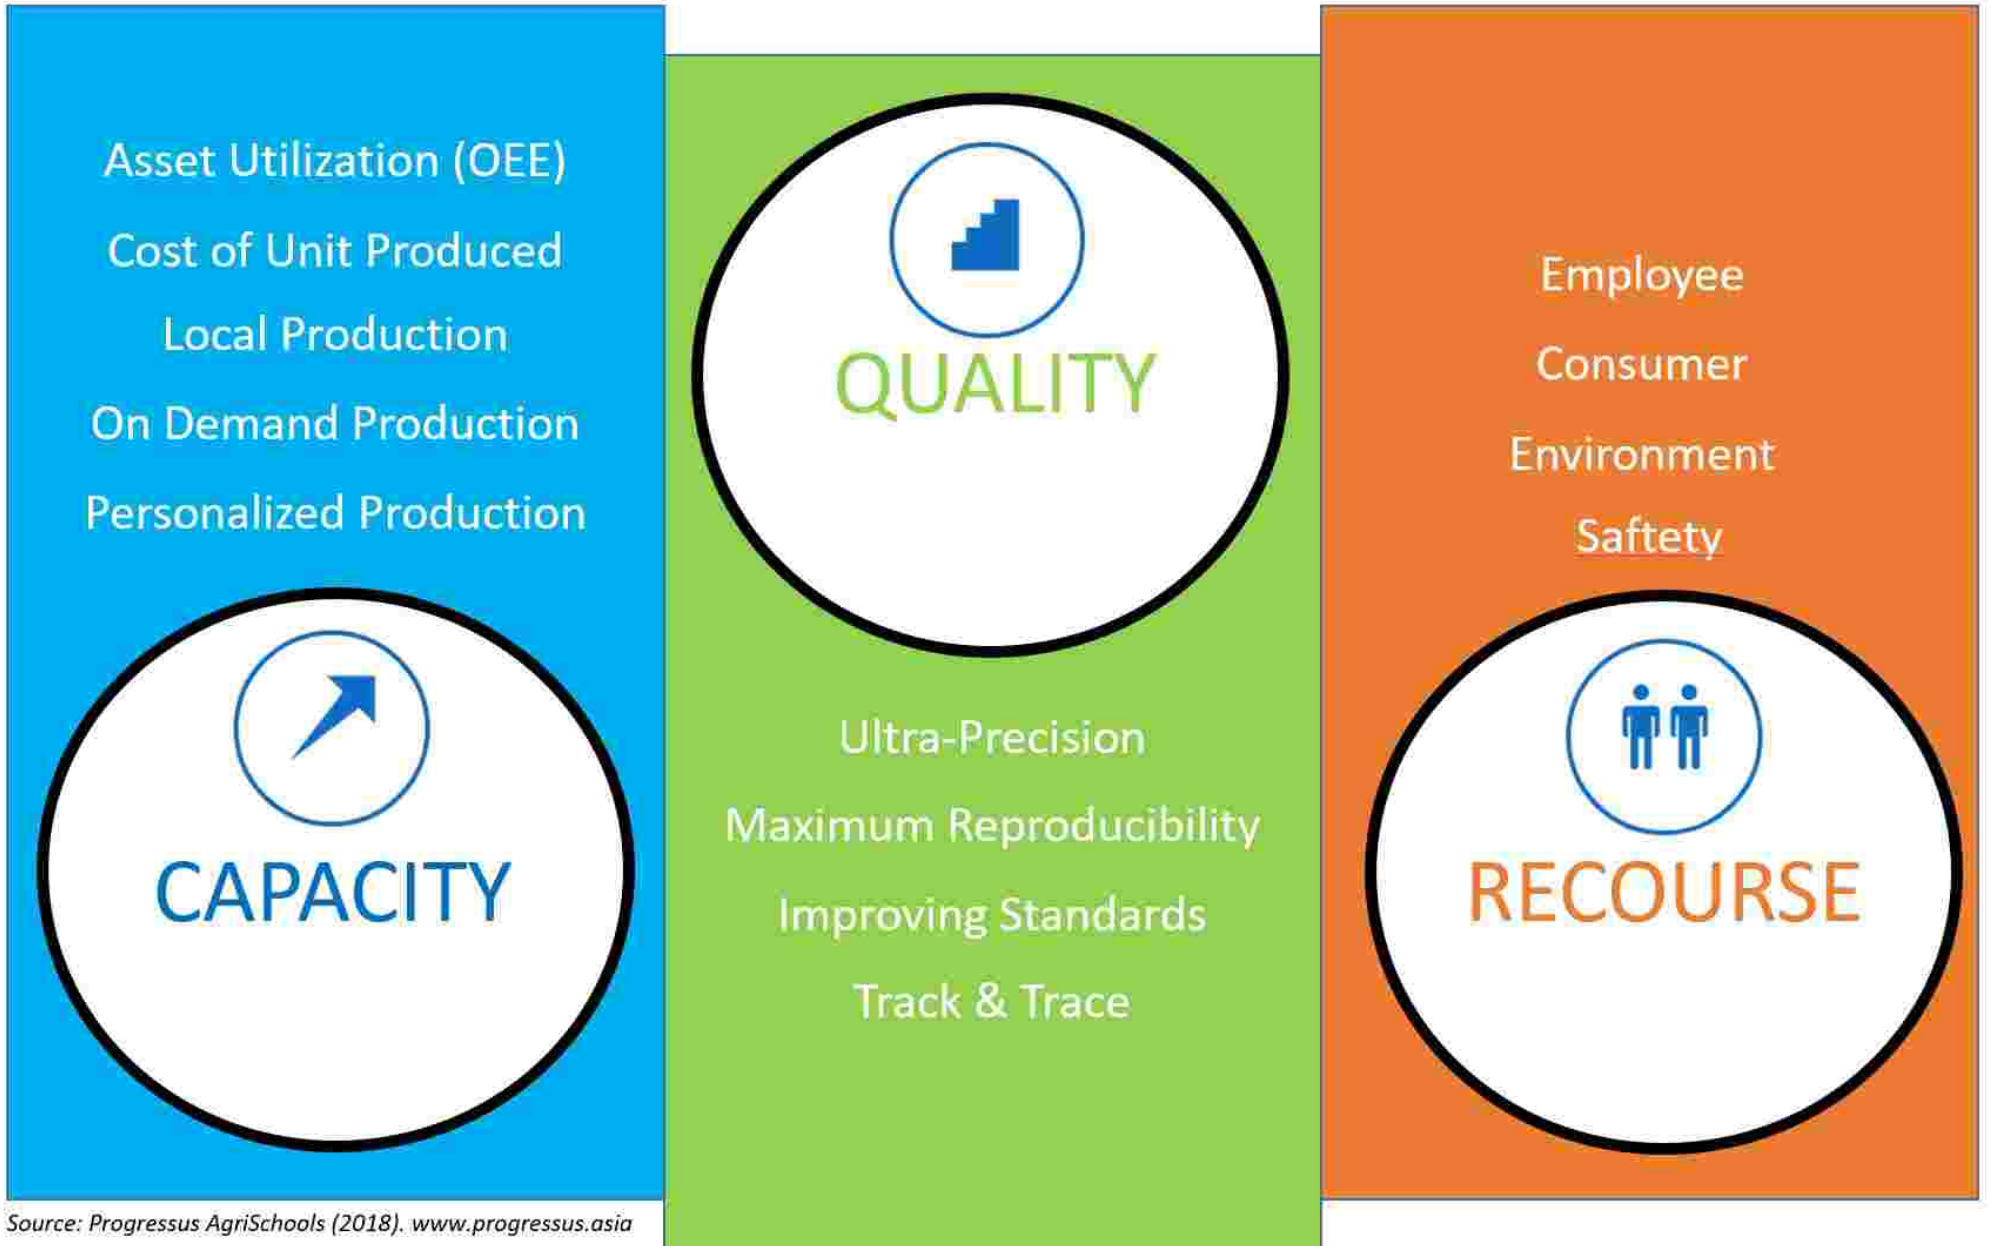 Asset Utilization (OEE)
Cost of Unit Produced
Local Production
On Demand Production
Personalized Production
CAPACITY
QUALITY
Ultra-Precision
Maximum Reproducibility
Improving Standards
Track & Trace
Employee
Consumer
Environment
Saftety
RECOURSE
Source: Progressus AgriSchools (2018). www.progressus.asia